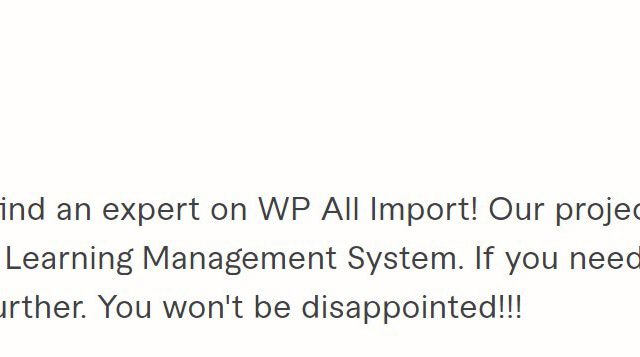 ind an expert on WP All Import! Our projec
Learning Management System. If you need
urther. You won't be disappointed!!!